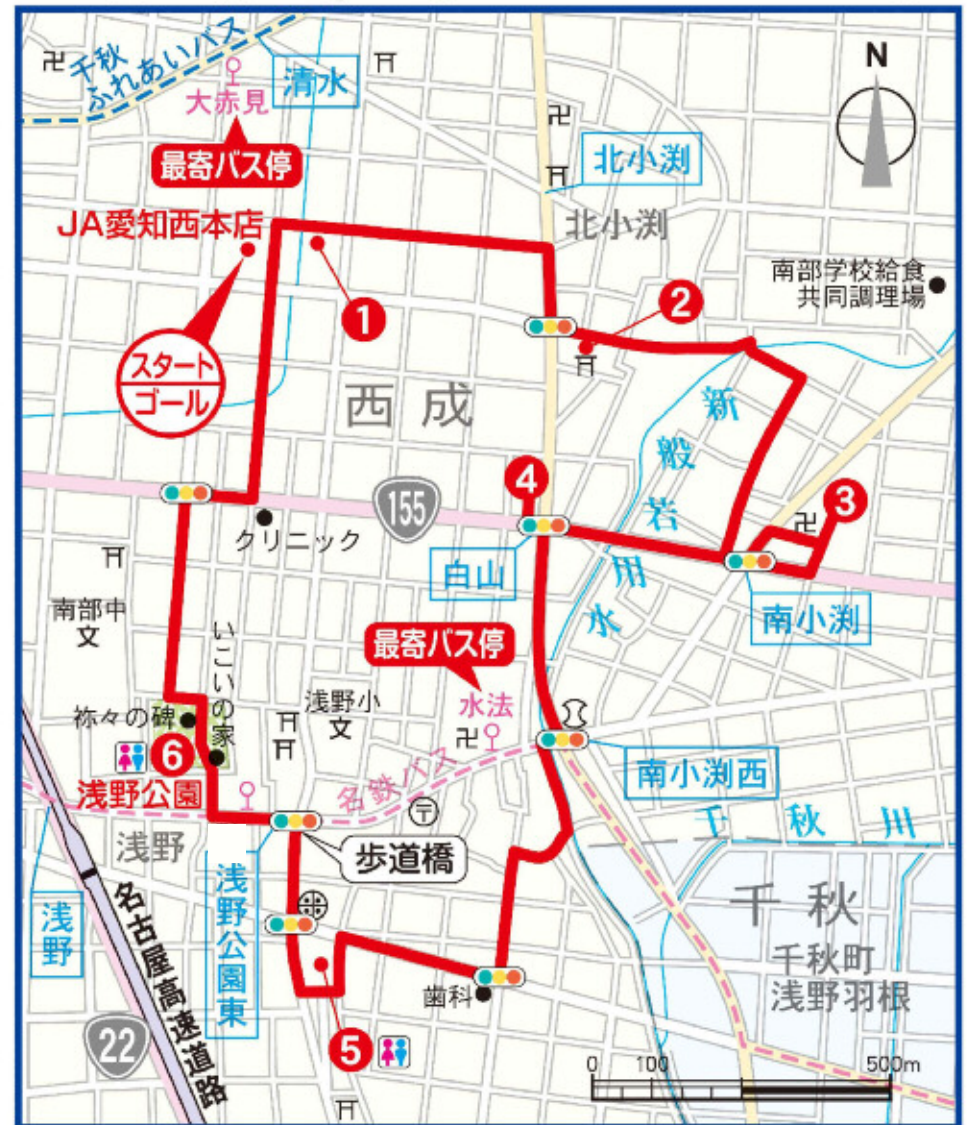 千秋
ふれあいバス
清水
大赤見
最寄バス停
N
北小渕
北小渕
JA愛知西本店
南部学校給食
共同調理場
1
2
スタート
ゴール
西成
新般若用水
4
3
155
クリニック
白山
南小渕
南部中
文
いこいの家
最寄バス停
浅野小
文
水法
祢々の碑
6
浅野公園
名鉄バス
南小渕西
千秋川
浅野
歩道橋
浅野公園東
浅野
名古屋高速道路
千秋
千秋町
浅野羽根
歯科
22
5
0 100 500m